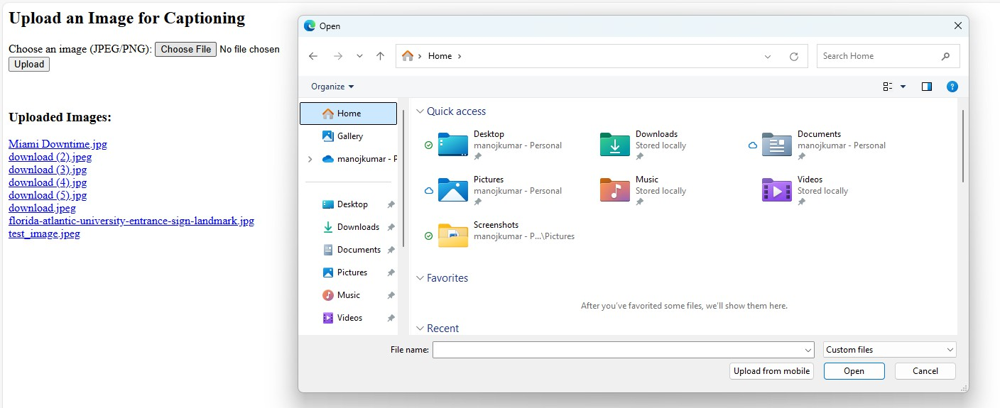 Upload an Image for Captioning
Choose an image (JPEG/PNG): Choose File No file chosen
Upload
Uploaded Images:
Miami Downtime.jpg
download (2).jpeg
download (3).jpg
download (4).jpg
download (5).jpg
download.jpeg
florida-atlantic-university-entrance-sign-landmark.jpg
test_image.jpeg
Open
Home
Search Home
Organize
Home
Gallery
manojkumar - P
Desktop
Downloads
Documents
Pictures
Music
Videos
Quick access
Desktop
manojkumar - Personal
Downloads
Stored locally
Documents
manojkumar - Personal
Pictures
manojkumar - Personal
Music
Stored locally
Videos
Stored locally
Screenshots
manojkumar - P...\Pictures
Favorites
After you've favorited some files, we'll show them here.
Recent
File name:
Custom files
Upload from mobile
Open
Cancel